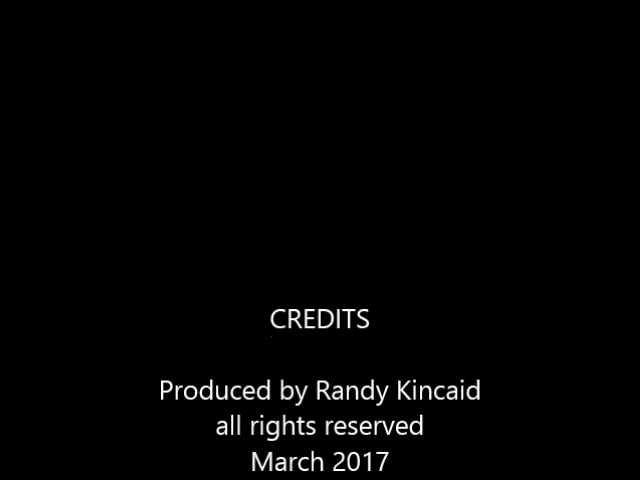 CREDITS
Produced by Randy Kincaid
all rights reserved
March 2017